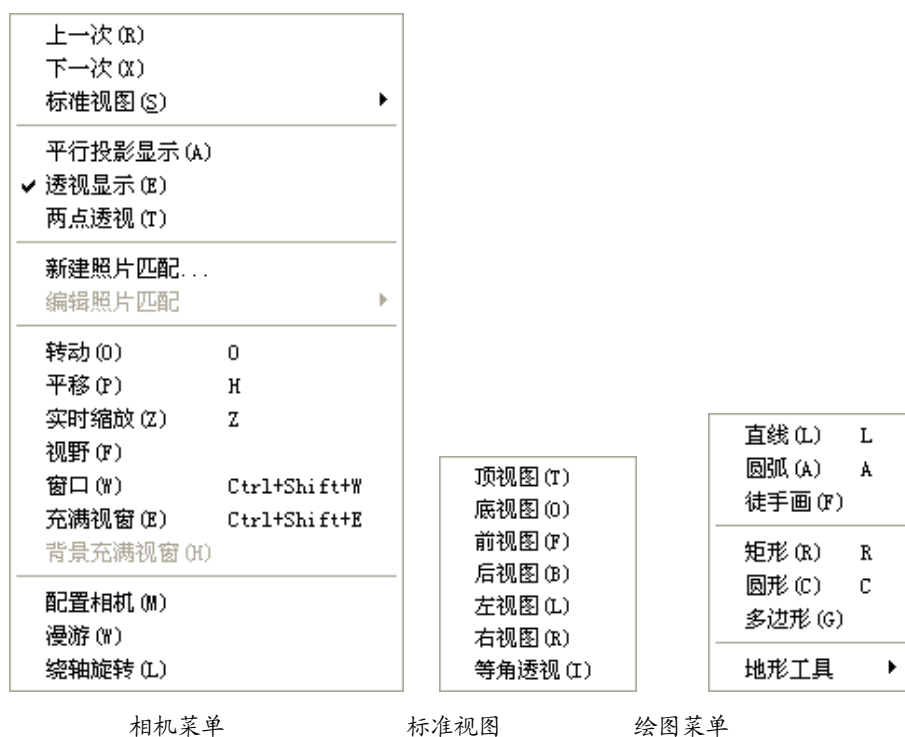 上一次(R)
下一次(X)
标准视图(S)
平行投影显示(A)
透视显示(E)
两点透视(T)
新建照片匹配...
编辑照片匹配
转动(O) O
平移(P) H
实时缩放(Z) Z
视野(F)
窗口(W) Ctrl+Shift+W
充满视窗(E) Ctrl+Shift+E
背景充满视窗(H)
配置相机(M)
漫游(W)
绕轴旋转(L)
相机菜单
顶视图(T)
底视图(O)
前视图(F)
后视图(B)
左视图(L)
右视图(R)
等角透视(I)
标准视图
直线(L) L
圆弧(A) A
徒手画(F)
矩形(R) R
圆形(C) C
多边形(G)
地形工具
绘图菜单